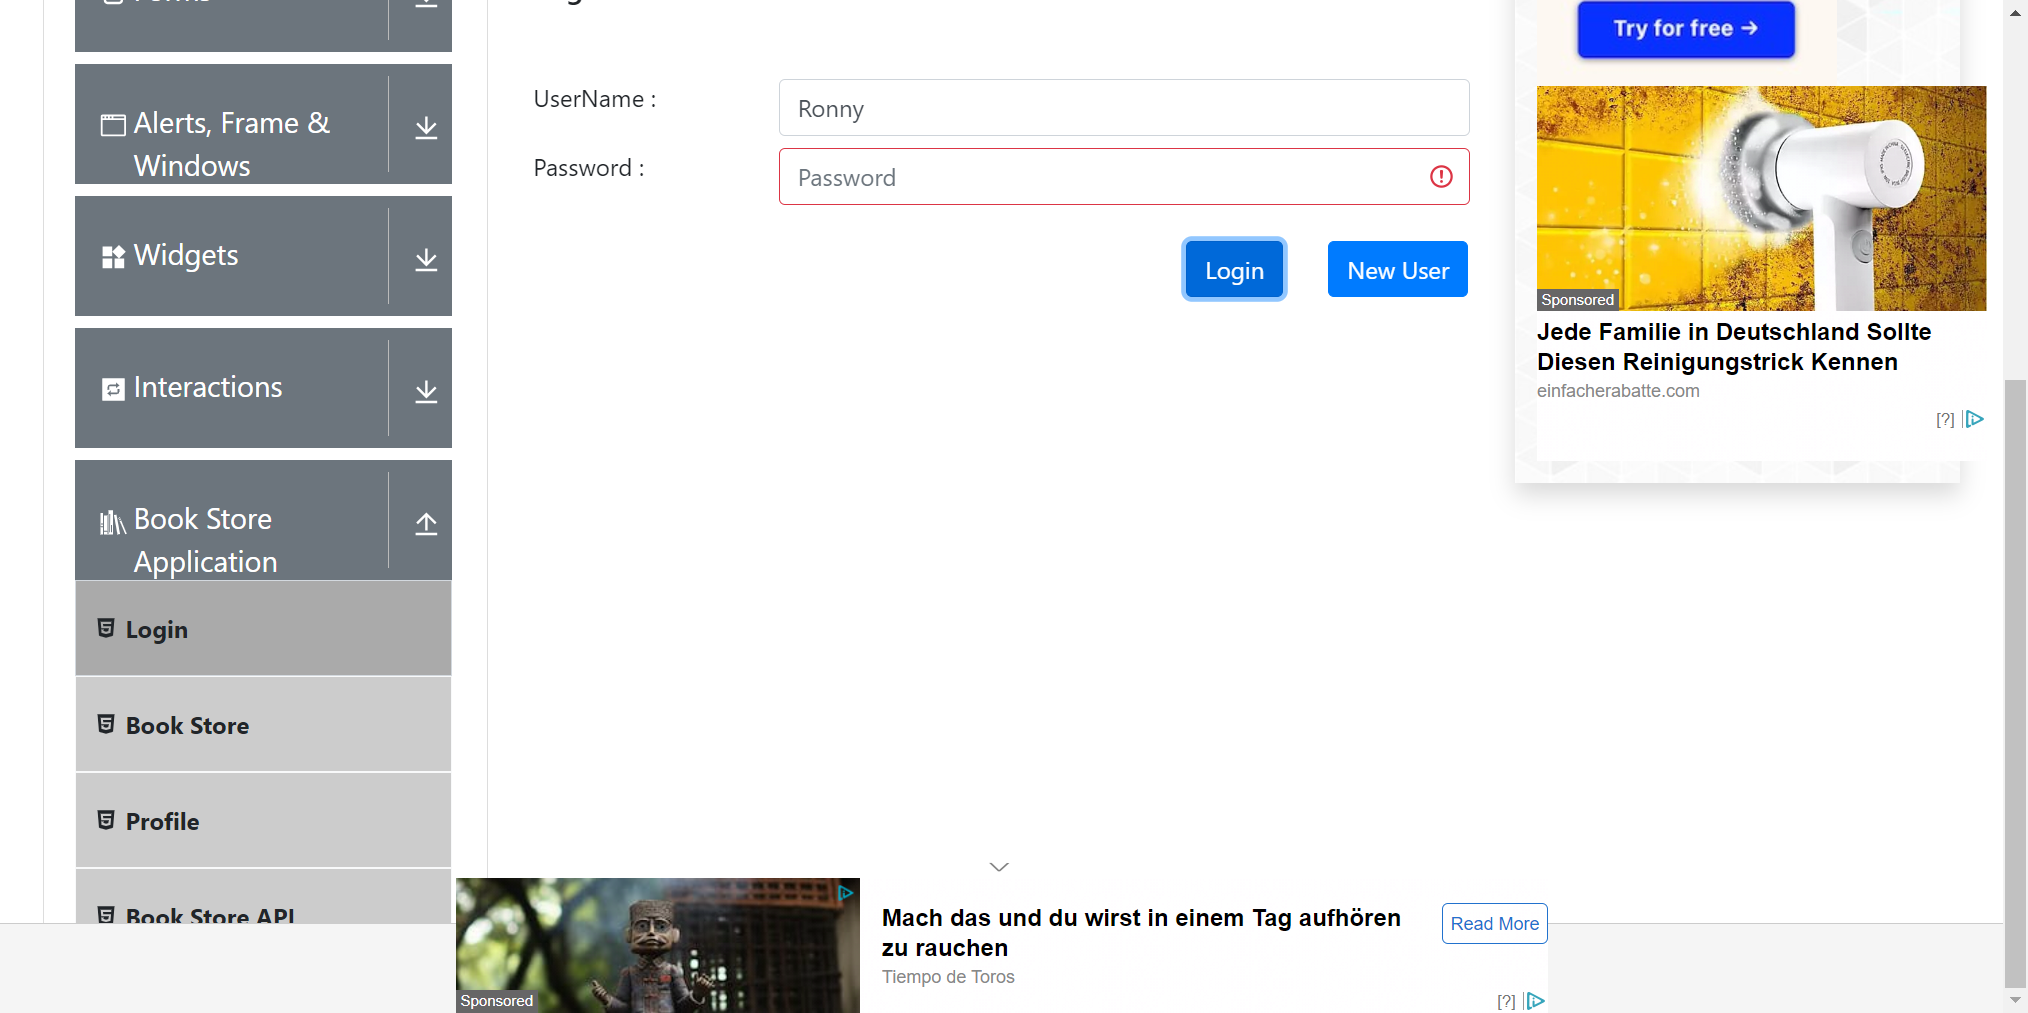 Forms
Alerts, Frame &
Windows
Widgets
Interactions
Book Store
Application
Login
Book Store
Profile
Book Store API
UserName :
Ronny
Password :
Password
Login
New User
Try for free →
Sponsored
Jede Familie in Deutschland Sollte
Diesen Reinigungstrick Kennen
einfacherabatte.com
[?]
Sponsored
Mach das und du wirst in einem Tag aufhören
zu rauchen
Tiempo de Toros
Read More
[?]